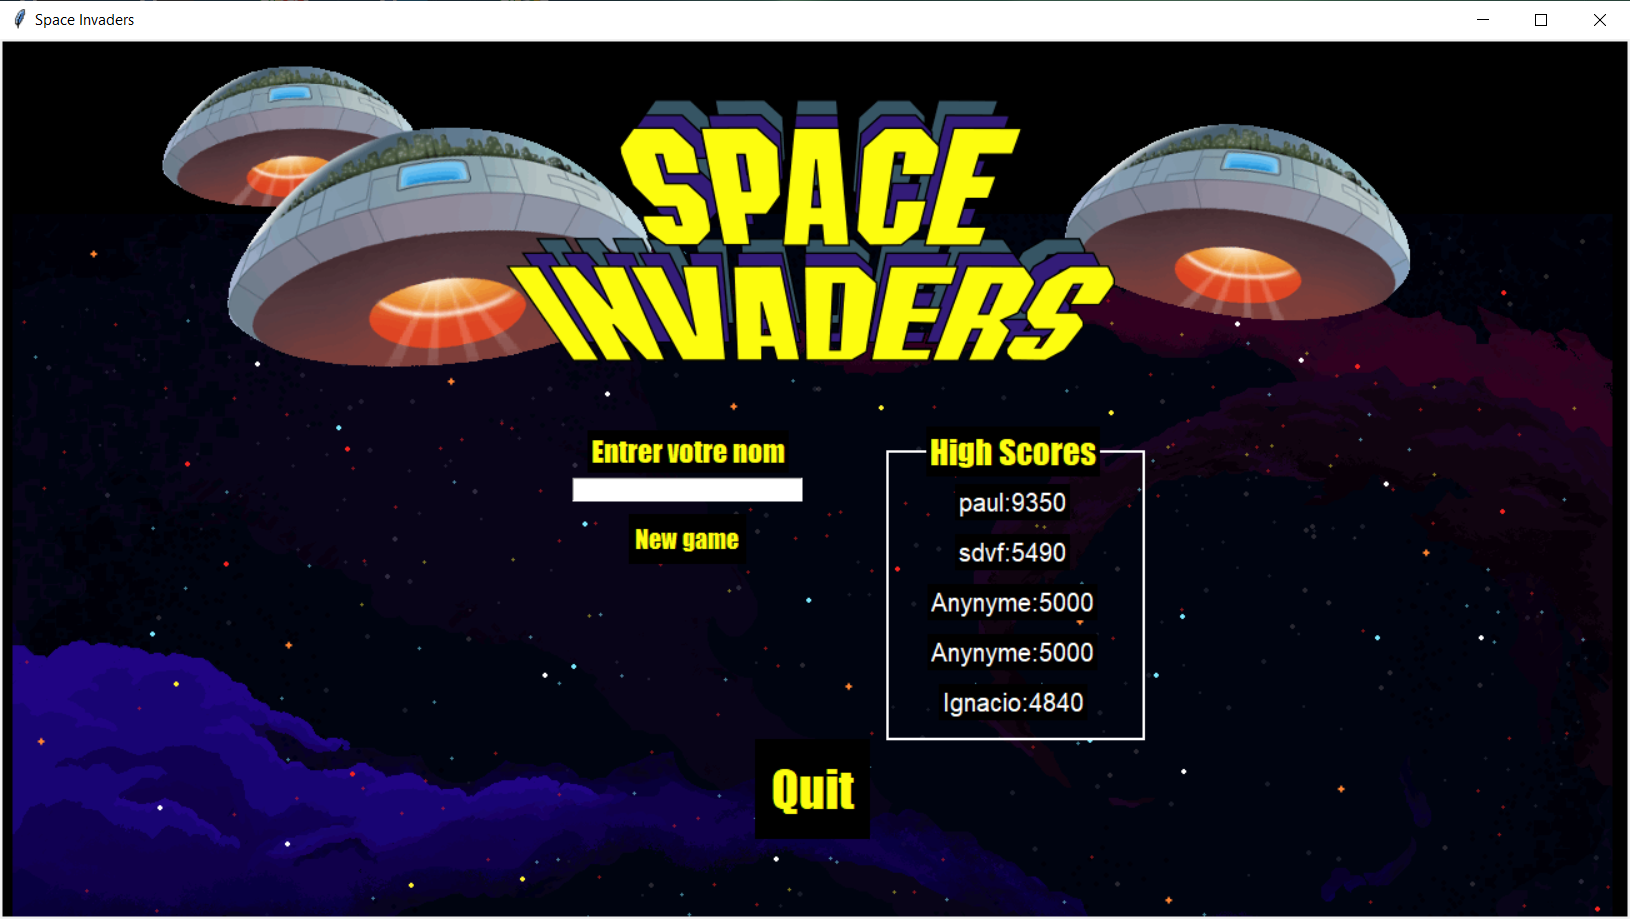 Space Invaders
SPACE
INVADERS
Entrer votre nom
New game
High Scores
paul:9350
sdvf:5490
Anynyme:5000
Anynyme:5000
Ignacio:4840
Quit